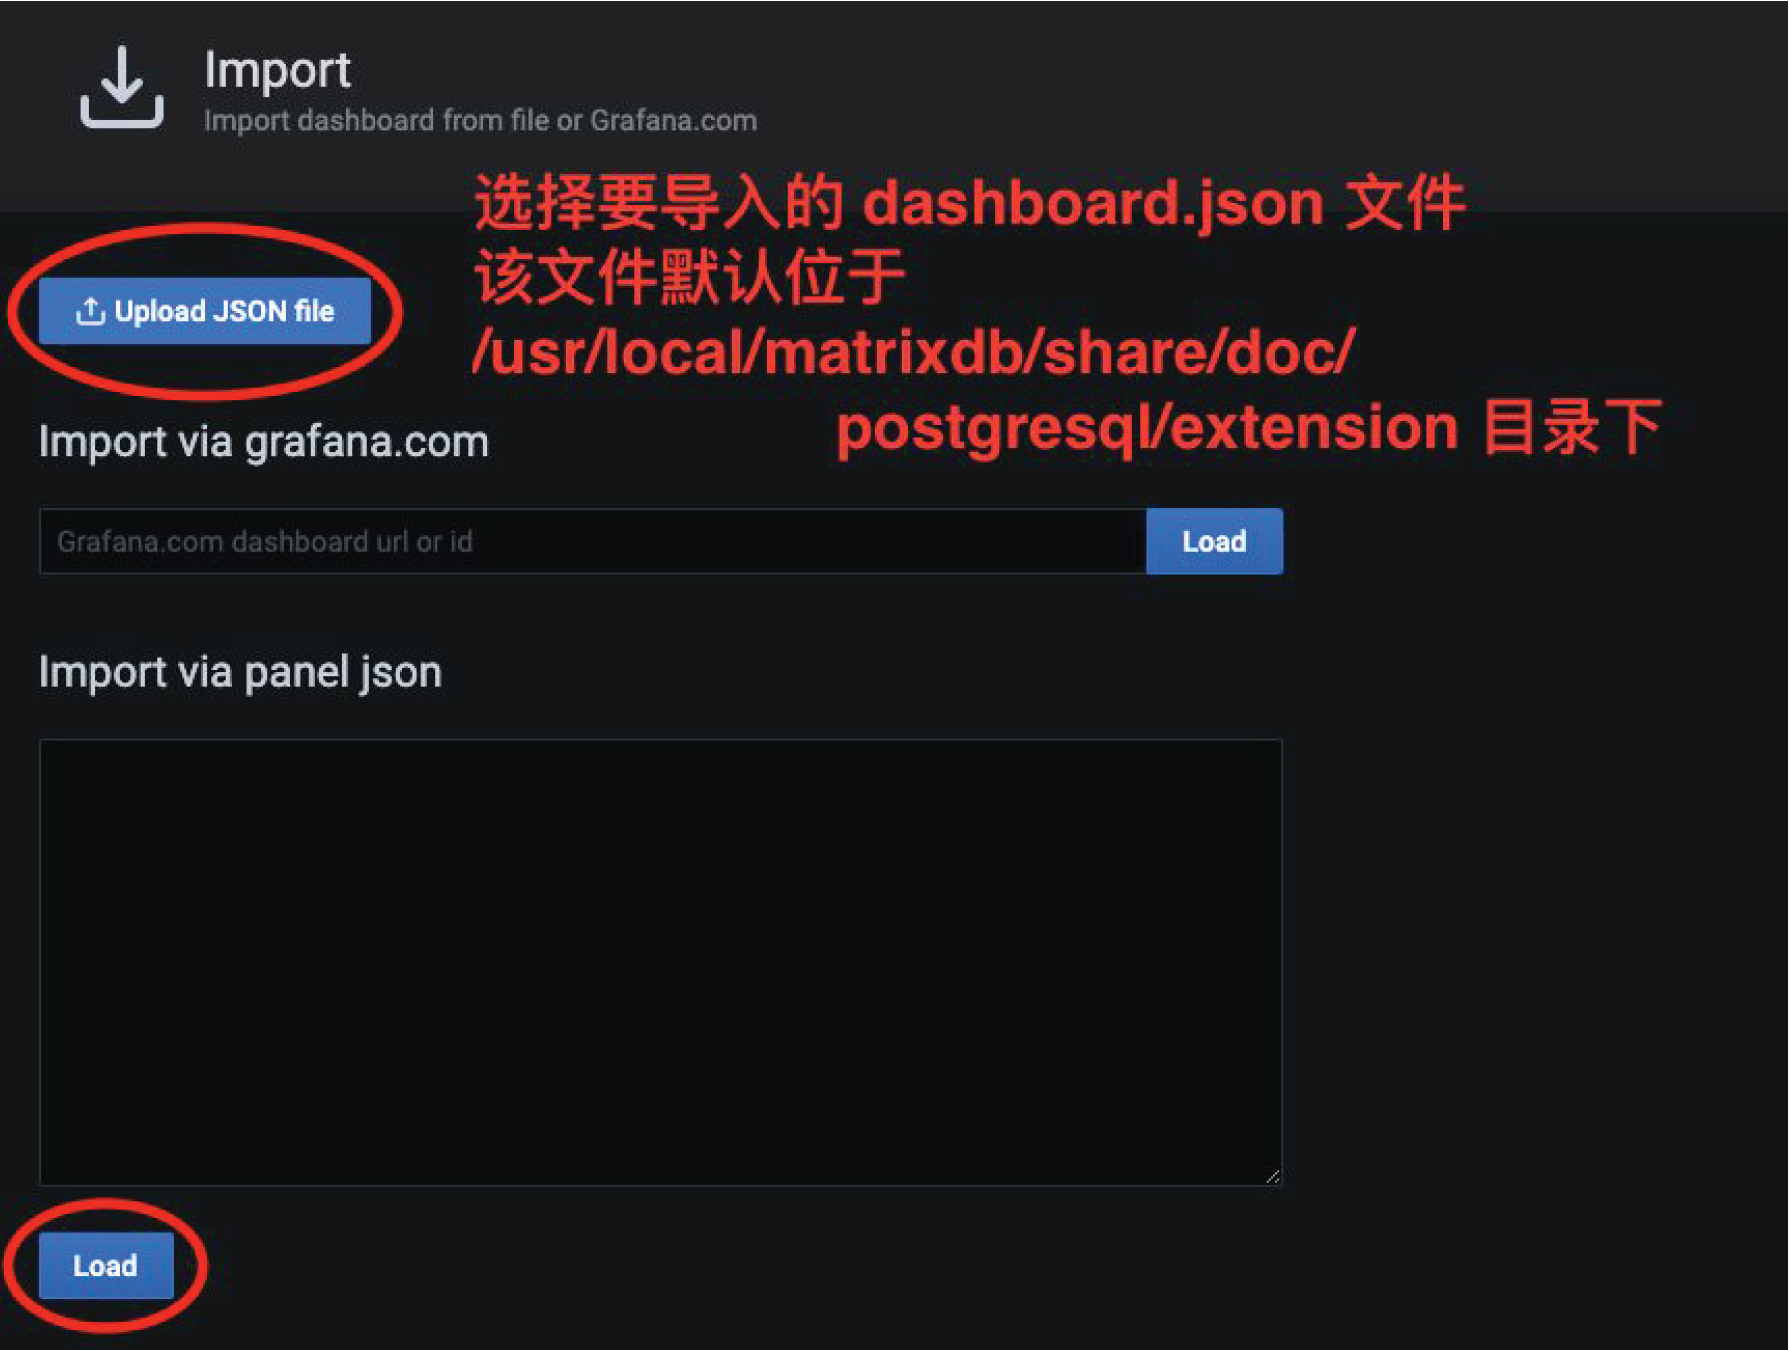 Import
Import dashboard from file or Grafana.com
选择要导入的 dashboard.json 文件
该文件默认位于
Upload JSON file
/usr/local/matrixdb/share/doc/
postgresql/extension 目录下
Import via grafana.com
Grafana.com dashboard url or id
Load
Import via panel json
Load